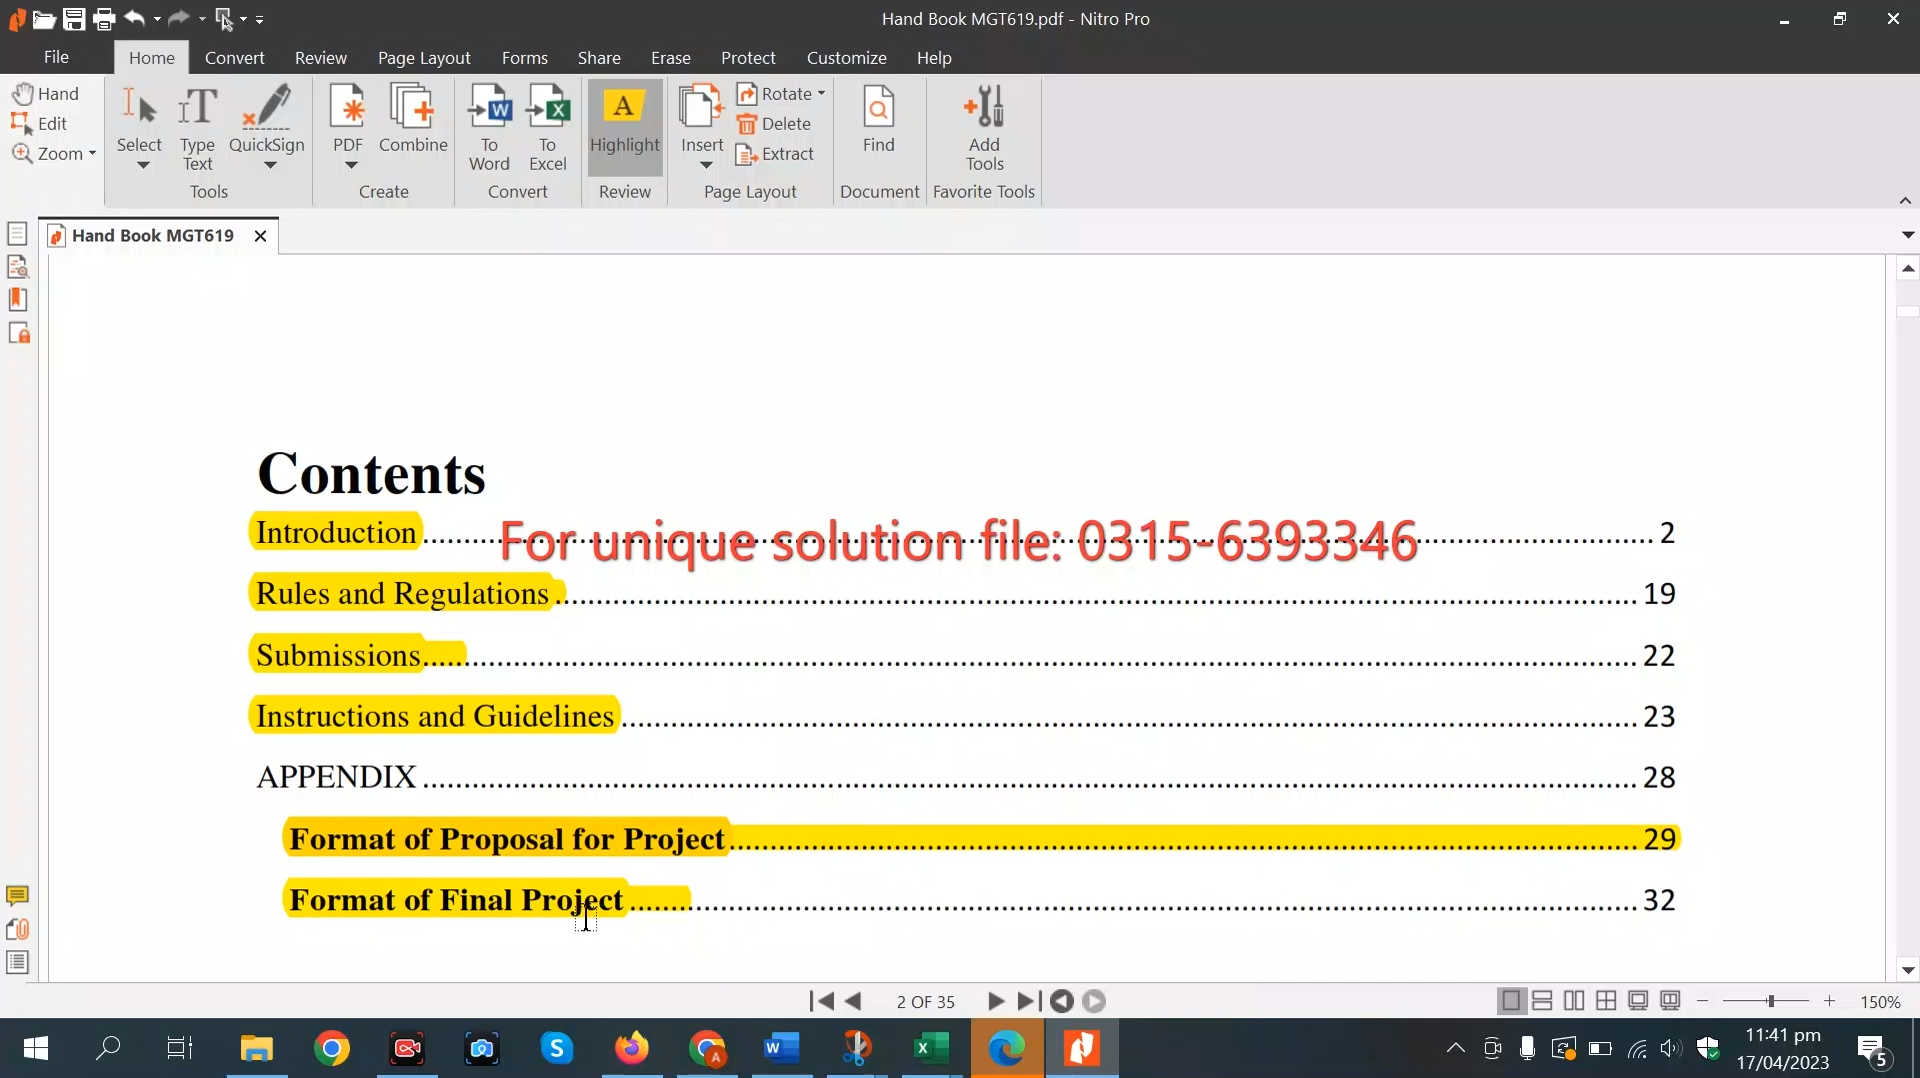 Hand Book MGT619.pdf - Nitro Pro
File Home Convert Review Page Layout Forms Share Erase Protect Customize Help
Hand
Edit
Zoom
Select
Type Text
QuickSign
Tools
PDF
Combine
Create
To Word
To Excel
Convert
Highlight
Review
Insert
Rotate
Delete
Extract
Page Layout
Find
Document
Add Tools
Favorite Tools
Hand Book MGT619
Contents
Introduction 2
For unique solution file: 0315-6393346
Rules and Regulations 19
Submissions 22
Instructions and Guidelines 23
APPENDIX 28
Format of Proposal for Project 29
Format of Final Project 32
2 OF 35
150%
11:41 pm
17/04/2023
5